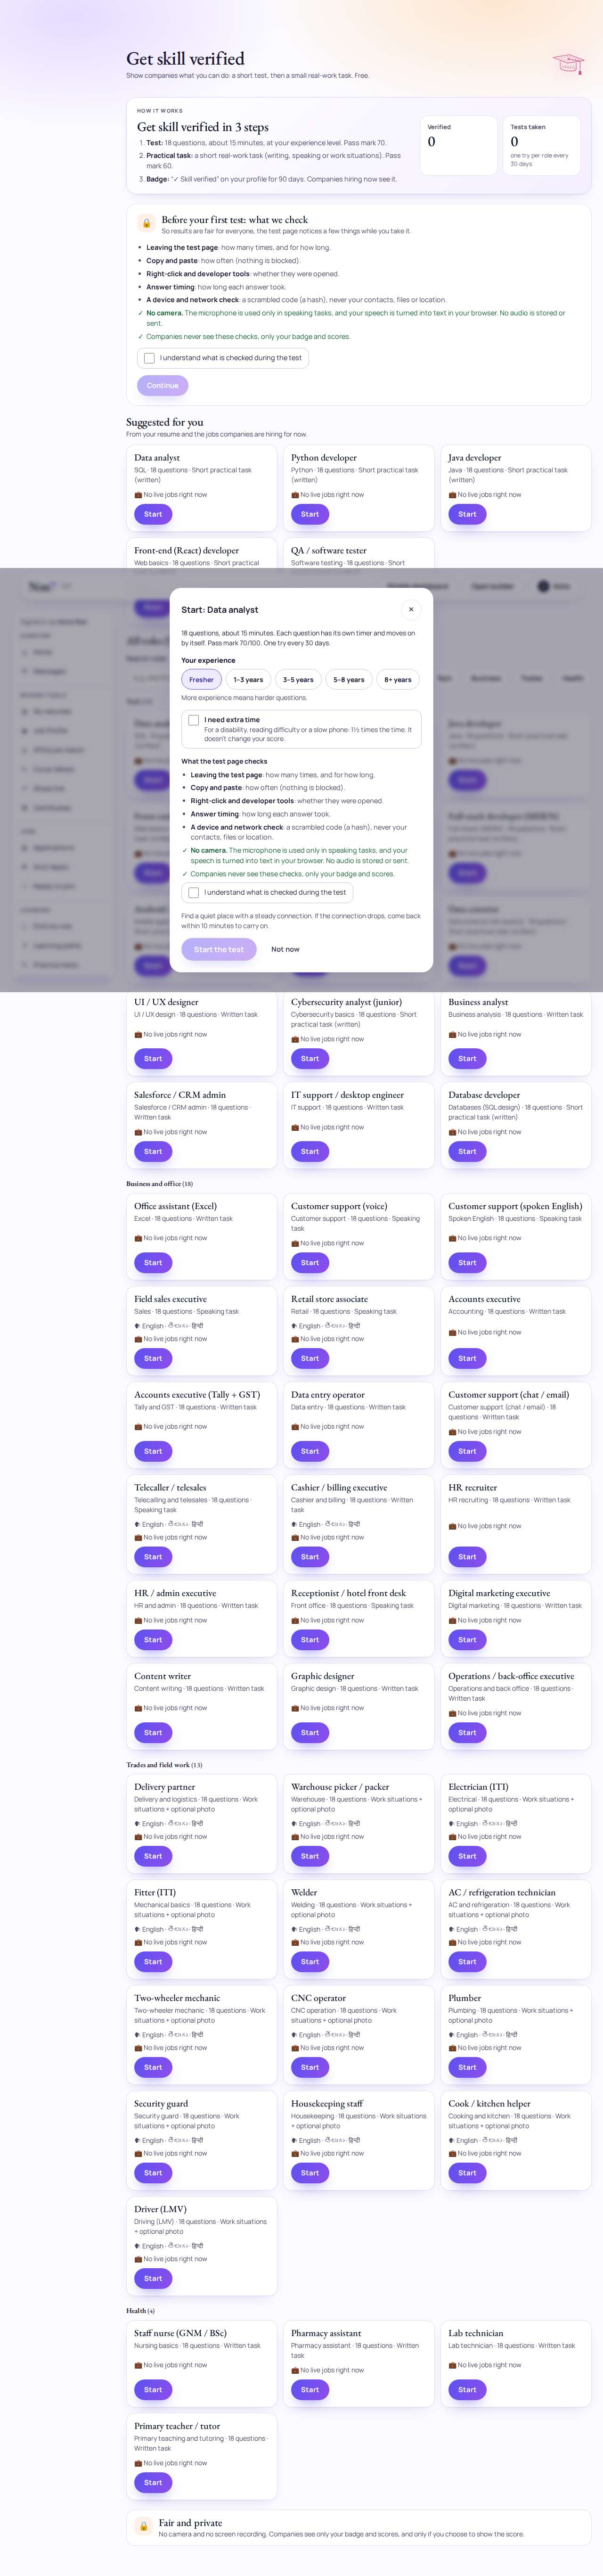 Get skill verified
Show companies what you can do: a short test, then a small real-work task. Free.
HOW IT WORKS
Get skill verified in 3 steps
1. Test: 18 questions, about 15 minutes, at your experience level. Pass mark 70.
2. Practical task: a short real-work task (writing, speaking or work situations). Pass
mark 60.
3. Badge: "✓ Skill verified" on your profile for 90 days. Companies hiring now see it.
Verified
0
Tests taken
0
one try per role every
30 days
Before your first test: what we check
So results are fair for everyone, the test page notices a few things while you take it.
• Leaving the test page: how many times, and for how long.
• Copy and paste: how often (nothing is blocked).
• Right-click and developer tools: whether they were opened.
• Answer timing: how long each answer took.
• A device and network check: a scrambled code (a hash), never your contacts, files or location.
✓ No camera. The microphone is used only in speaking tasks, and your speech is turned into text in your browser. No audio is stored or
sent.
✓ Companies never see these checks, only your badge and scores.
I understand what is checked during the test
Continue
Suggested for you
From your resume and the jobs companies are hiring for now.
Data analyst
SQL · 18 questions · Short practical task
(written)
No live jobs right now
Start
Python developer
Python · 18 questions · Short practical task
(written)
No live jobs right now
Start
Java developer
Java · 18 questions · Short practical task
(written)
No live jobs right now
Start
Front-end (React) developer
Web basics · 18 questions · Short practical
QA / software tester
Software testing · 18 questions · Short
Start: Data analyst
×
18 questions, about 15 minutes. Each question has its own timer and moves on
by itself. Pass mark 70/100. One try every 30 days.
Your experience
Fresher
1–3 years
3–5 years
5–8 years
8+ years
More experience means harder questions.
I need extra time
For a disability, reading difficulty or a slow phone: 1½ times the time. It
doesn't change your score.
What the test page checks
• Leaving the test page: how many times, and for how long.
• Copy and paste: how often (nothing is blocked).
• Right-click and developer tools: whether they were opened.
• Answer timing: how long each answer took.
• A device and network check: a scrambled code (a hash), never your
contacts, files or location.
✓ No camera. The microphone is used only in speaking tasks, and your
speech is turned into text in your browser. No audio is stored or sent.
✓ Companies never see these checks, only your badge and scores.
I understand what is checked during the test
Find a quiet place with a steady connection. If the connection drops, come back
within 10 minutes to carry on.
Start the test
Not now
UI / UX designer
UI / UX design · 18 questions · Written task
No live jobs right now
Start
Cybersecurity analyst (junior)
Cybersecurity basics · 18 questions · Short
practical task (written)
No live jobs right now
Start
Business analyst
Business analysis · 18 questions · Written task
No live jobs right now
Start
Salesforce / CRM admin
Salesforce / CRM admin · 18 questions ·
Written task
No live jobs right now
Start
IT support / desktop engineer
IT support · 18 questions · Written task
No live jobs right now
Start
Database developer
Databases (SQL design) · 18 questions · Short
practical task (written)
No live jobs right now
Start
Business and office (18)
Office assistant (Excel)
Excel · 18 questions · Written task
No live jobs right now
Start
Customer support (voice)
Customer support · 18 questions · Speaking
task
No live jobs right now
Start
Customer support (spoken English)
Spoken English · 18 questions · Speaking task
No live jobs right now
Start
Field sales executive
Sales · 18 questions · Speaking task
English · తెలుగు · हिन्दी
No live jobs right now
Start
Retail store associate
Retail · 18 questions · Speaking task
English · తెలుగు · हिन्दी
No live jobs right now
Start
Accounts executive
Accounting · 18 questions · Written task
No live jobs right now
Start
Accounts executive (Tally + GST)
Tally and GST · 18 questions · Written task
No live jobs right now
Start
Data entry operator
Data entry · 18 questions · Written task
No live jobs right now
Start
Customer support (chat / email)
Customer support (chat / email) · 18
questions · Written task
No live jobs right now
Start
Telecaller / telesales
Telecalling and telesales · 18 questions ·
Speaking task
English · తెలుగు · हिन्दी
No live jobs right now
Start
Cashier / billing executive
Cashier and billing · 18 questions · Written
task
English · తెలుగు · हिन्दी
No live jobs right now
Start
HR recruiter
HR recruiting · 18 questions · Written task
No live jobs right now
Start
HR / admin executive
HR and admin · 18 questions · Written task
No live jobs right now
Start
Receptionist / hotel front desk
Front office · 18 questions · Speaking task
No live jobs right now
Start
Digital marketing executive
Digital marketing · 18 questions · Written task
No live jobs right now
Start
Content writer
Content writing · 18 questions · Written task
No live jobs right now
Start
Graphic designer
Graphic design · 18 questions · Written task
No live jobs right now
Start
Operations / back-office executive
Operations and back office · 18 questions ·
Written task
No live jobs right now
Start
Trades and field work (13)
Delivery partner
Delivery and logistics · 18 questions · Work
situations + optional photo
English · తెలుగు · हिन्दी
No live jobs right now
Start
Warehouse picker / packer
Warehouse · 18 questions · Work situations +
optional photo
English · తెలుగు · हिन्दी
No live jobs right now
Start
Electrician (ITI)
Electrical · 18 questions · Work situations +
optional photo
English · తెలుగు · हिन्दी
No live jobs right now
Start
Fitter (ITI)
Mechanical basics · 18 questions · Work
situations + optional photo
English · తెలుగు · हिन्दी
No live jobs right now
Start
Welder
Welding · 18 questions · Work situations +
optional photo
English · తెలుగు · हिन्दी
No live jobs right now
Start
AC / refrigeration technician
AC and refrigeration · 18 questions · Work
situations + optional photo
English · తెలుగు · हिन्दी
No live jobs right now
Start
Two-wheeler mechanic
Two-wheeler mechanic · 18 questions · Work
situations + optional photo
English · తెలుగు · हिन्दी
No live jobs right now
Start
CNC operator
CNC operation · 18 questions · Work
situations + optional photo
English · తెలుగు · हिन्दी
No live jobs right now
Start
Plumber
Plumbing · 18 questions · Work situations +
optional photo
English · తెలుగు · हिन्दी
No live jobs right now
Start
Security guard
Security guard · 18 questions · Work
situations + optional photo
English · తెలుగు · हिन्दी
No live jobs right now
Start
Housekeeping staff
Housekeeping · 18 questions · Work situations
+ optional photo
English · తెలుగు · हिन्दी
No live jobs right now
Start
Cook / kitchen helper
Cooking and kitchen · 18 questions · Work
situations + optional photo
English · తెలుగు · हिन्दी
No live jobs right now
Start
Driver (LMV)
Driving (LMV) · 18 questions · Work situations
+ optional photo
English · తెలుగు · हिन्दी
No live jobs right now
Start
Health (4)
Staff nurse (GNM / BSc)
Nursing basics · 18 questions · Written task
No live jobs right now
Start
Pharmacy assistant
Pharmacy assistant · 18 questions · Written
task
No live jobs right now
Start
Lab technician
Lab technician · 18 questions · Written task
No live jobs right now
Start
Primary teacher / tutor
Primary teaching and tutoring · 18 questions ·
Written task
No live jobs right now
Start
Fair and private
No camera and no screen recording. Companies see only your badge and scores, and only if you choose to show the score.